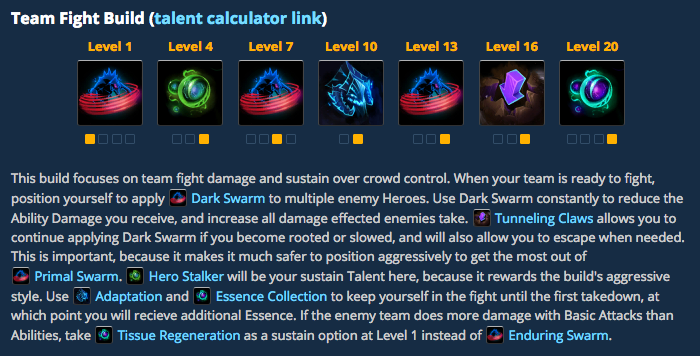 Team Fight Build (talent calculator link)
Level 1 Level 4 Level 7 Level 10 Level 13 Level 16 Level 20
This build focuses on team fight damage and sustain over crowd control. When your team is ready to fight,
position yourself to apply Dark Swarm to multiple enemy Heroes. Use Dark Swarm constantly to reduce the
Ability Damage you receive, and increase all damage effected enemies take. Tunneling Claws allows you to
continue applying Dark Swarm if you become rooted or slowed, and will also allow you to escape when needed.
This is important, because it makes it much safer to position aggressively to get the most out of
Primal Swarm. Hero Stalker will be your sustain Talent here, because it rewards the build's aggressive
style. Use Adaptation and Essence Collection to keep yourself in the fight until the first takedown, at
which point you will recieve additional Essence. If the enemy team does more damage with Basic Attacks than
Abilities, take Tissue Regeneration as a sustain option at Level 1 instead of Enduring Swarm.